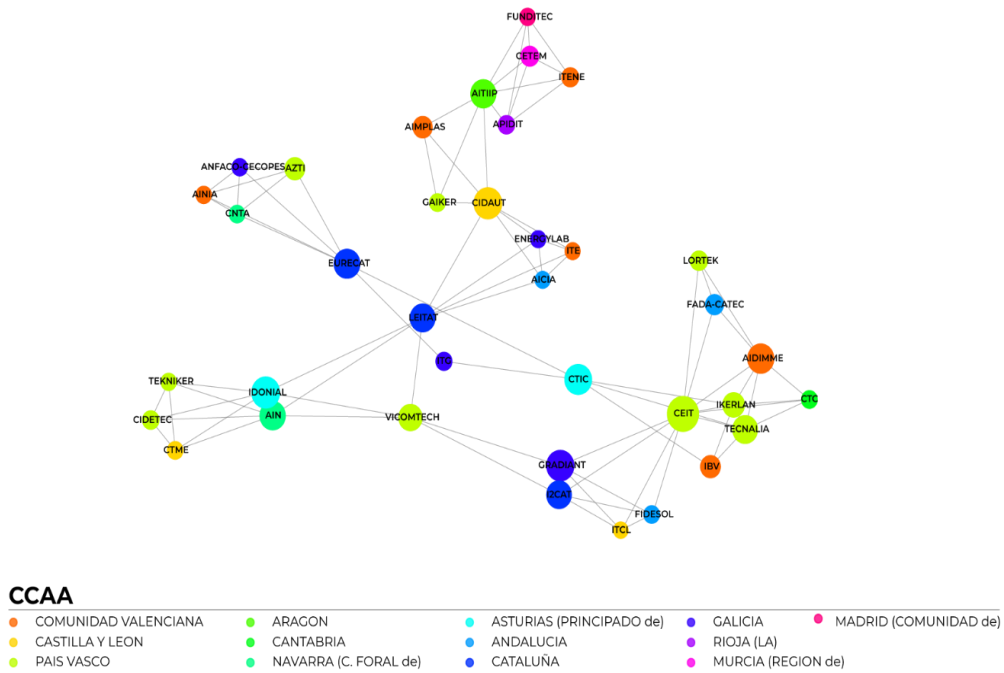 FUNDITEC
CETEM
ITENE
AITIIP
AIMPLAS
APIDIT
ANFACO-CECOPES
AZTI
AINIA
GAIKER
CIDAUT
CNTA
ENERGYLAB
ITE
EURECAT
LORTEK
AICIA
FADA-CATEC
LEITAT
AIDIMME
ITG
CTIC
TEKNIKER
IDONIAL
CTC
IKERLAN
CEIT
AIN
VICOMTECH
CIDETEC
TECNALIA
CTME
GRADIANT
IBV
I2CAT
FIDESOL
ITCL
CCAA
COMUNIDAD VALENCIANA
ARAGON
ASTURIAS (PRINCIPADO de)
GALICIA
MADRID (COMUNIDAD de)
CASTILLA Y LEON
CANTABRIA
ANDALUCIA
RIOJA (LA)
PAIS VASCO
NAVARRA (C. FORAL de)
CATALUÑA
MURCIA (REGION de)